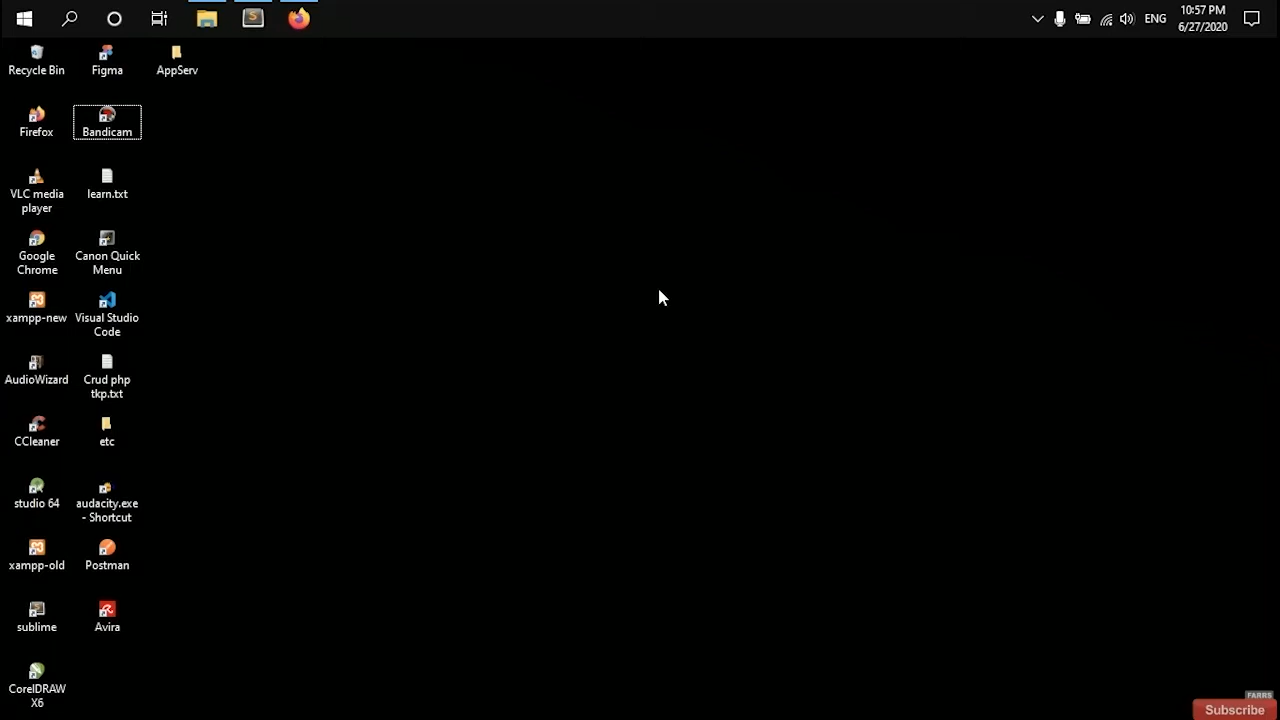 10:57 PM
ENG
6/27/2020
Recycle Bin
Figma
AppServ
Firefox
Bandicam
VLC media
player
learn.txt
Google
Chrome
Canon Quick
Menu
xampp-new
Visual Studio
Code
AudioWizard
Crud php
tkp.txt
CCleaner
etc
studio 64
audacity.exe
- Shortcut
xampp-old
Postman
sublime
Avira
CorelDRAW
X6
FARRS
Subscribe